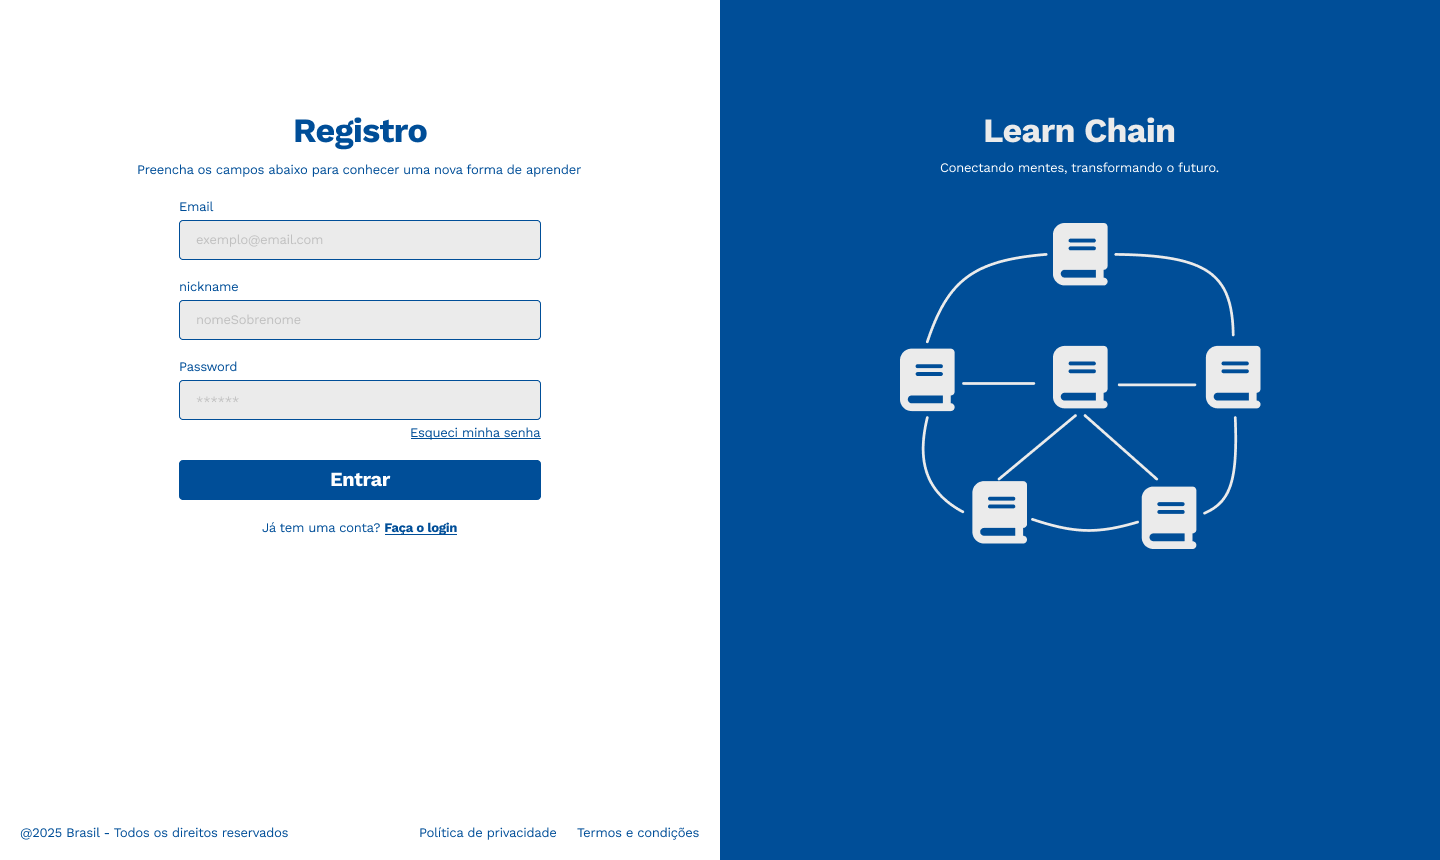 Registro
Preencha os campos abaixo para conhecer uma nova forma de aprender
Email
exemplo@email.com
nickname
nomeSobrenome
Password
******
Esqueci minha senha
Entrar
Já tem uma conta? Faça o login
@2025 Brasil - Todos os direitos reservados
Política de privacidade
Termos e condições
Learn Chain
Conectando mentes, transformando o futuro.